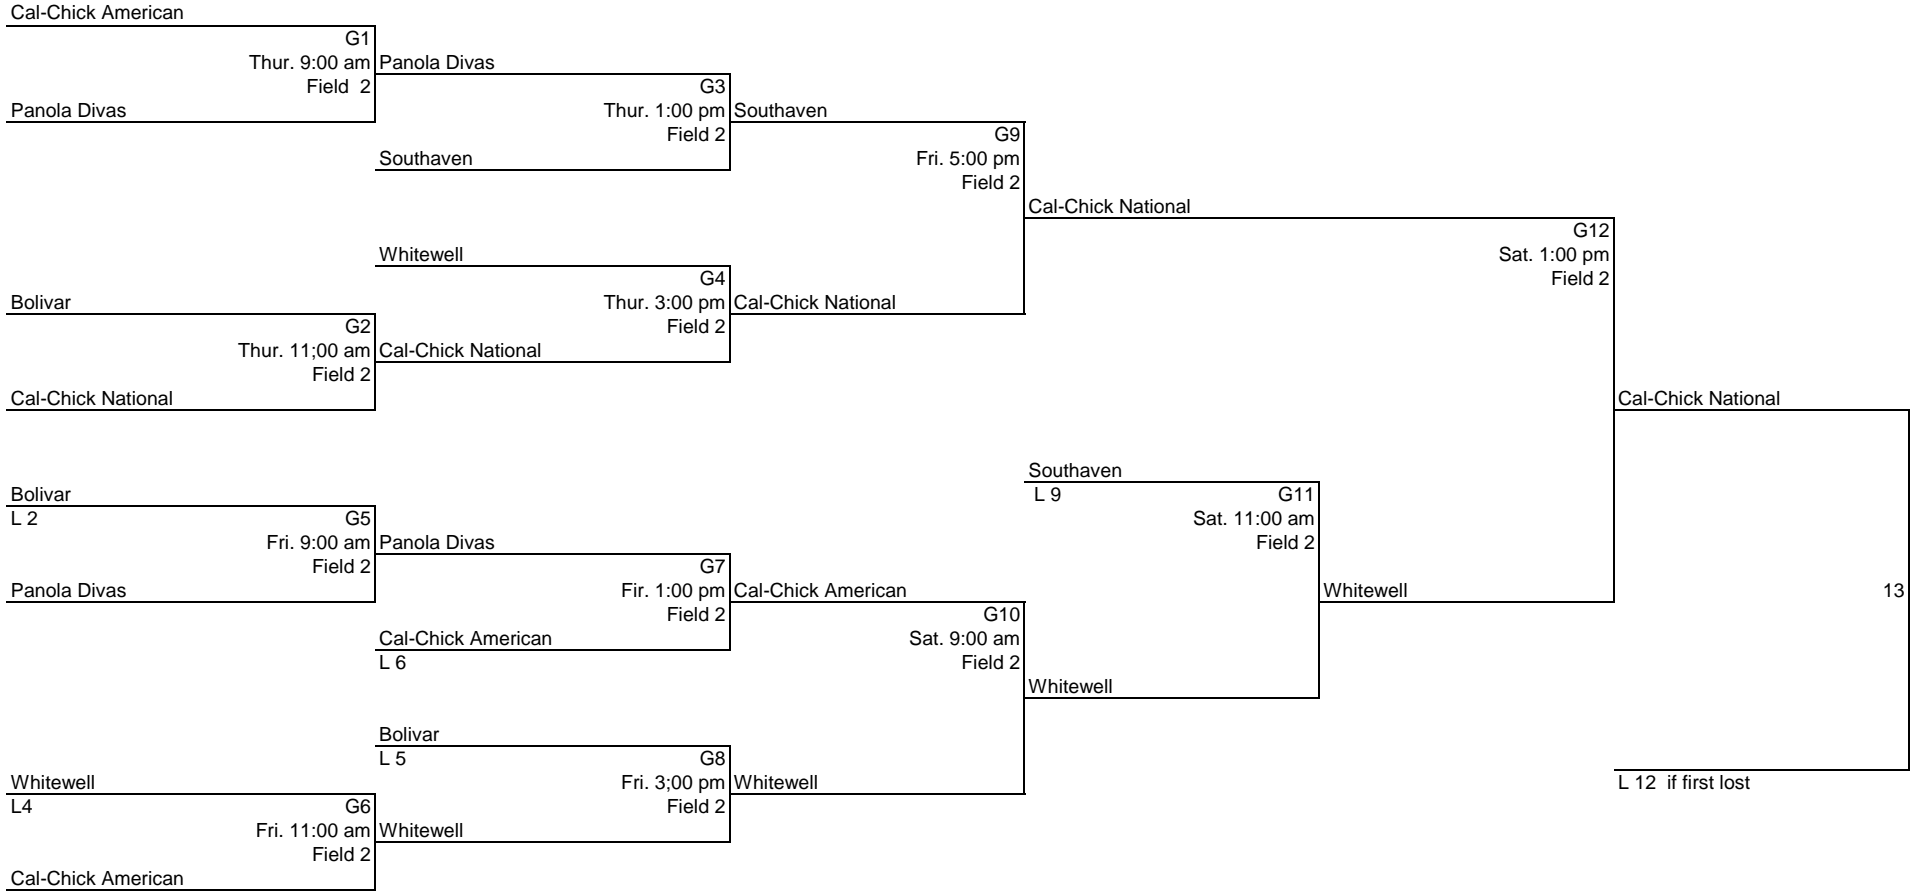 Cal-Chick American
G1
Thur. 9:00 am
Panola Divas
Field  2
G3
Panola Divas
Thur. 1:00 pm
Southaven
Field 2
G9
Southaven
Fri. 5:00 pm
Field 2
Cal-Chick National
G12
Whitewell
Sat. 1:00 pm
G4
Field 2
Bolivar
Thur. 3:00 pm
Cal-Chick National
G2
Field 2
Thur. 11;00 am
Cal-Chick National
Field 2
Cal-Chick National
Cal-Chick National
Southaven
Bolivar
L 9
G11
L 2
G5
Sat. 11:00 am
Fri. 9:00 am
Panola Divas
Field 2
Field 2
G7
Panola Divas
Fir. 1:00 pm
Cal-Chick American
Whitewell
13
Field 2
G10
Cal-Chick American
Sat. 9:00 am
L 6
Field 2
Whitewell
Bolivar
L 5
G8
Whitewell
Fri. 3;00 pm
Whitewell
L 12  if first lost
L4
G6
Field 2
Fri. 11:00 am
Whitewell
Field 2
Cal-Chick American